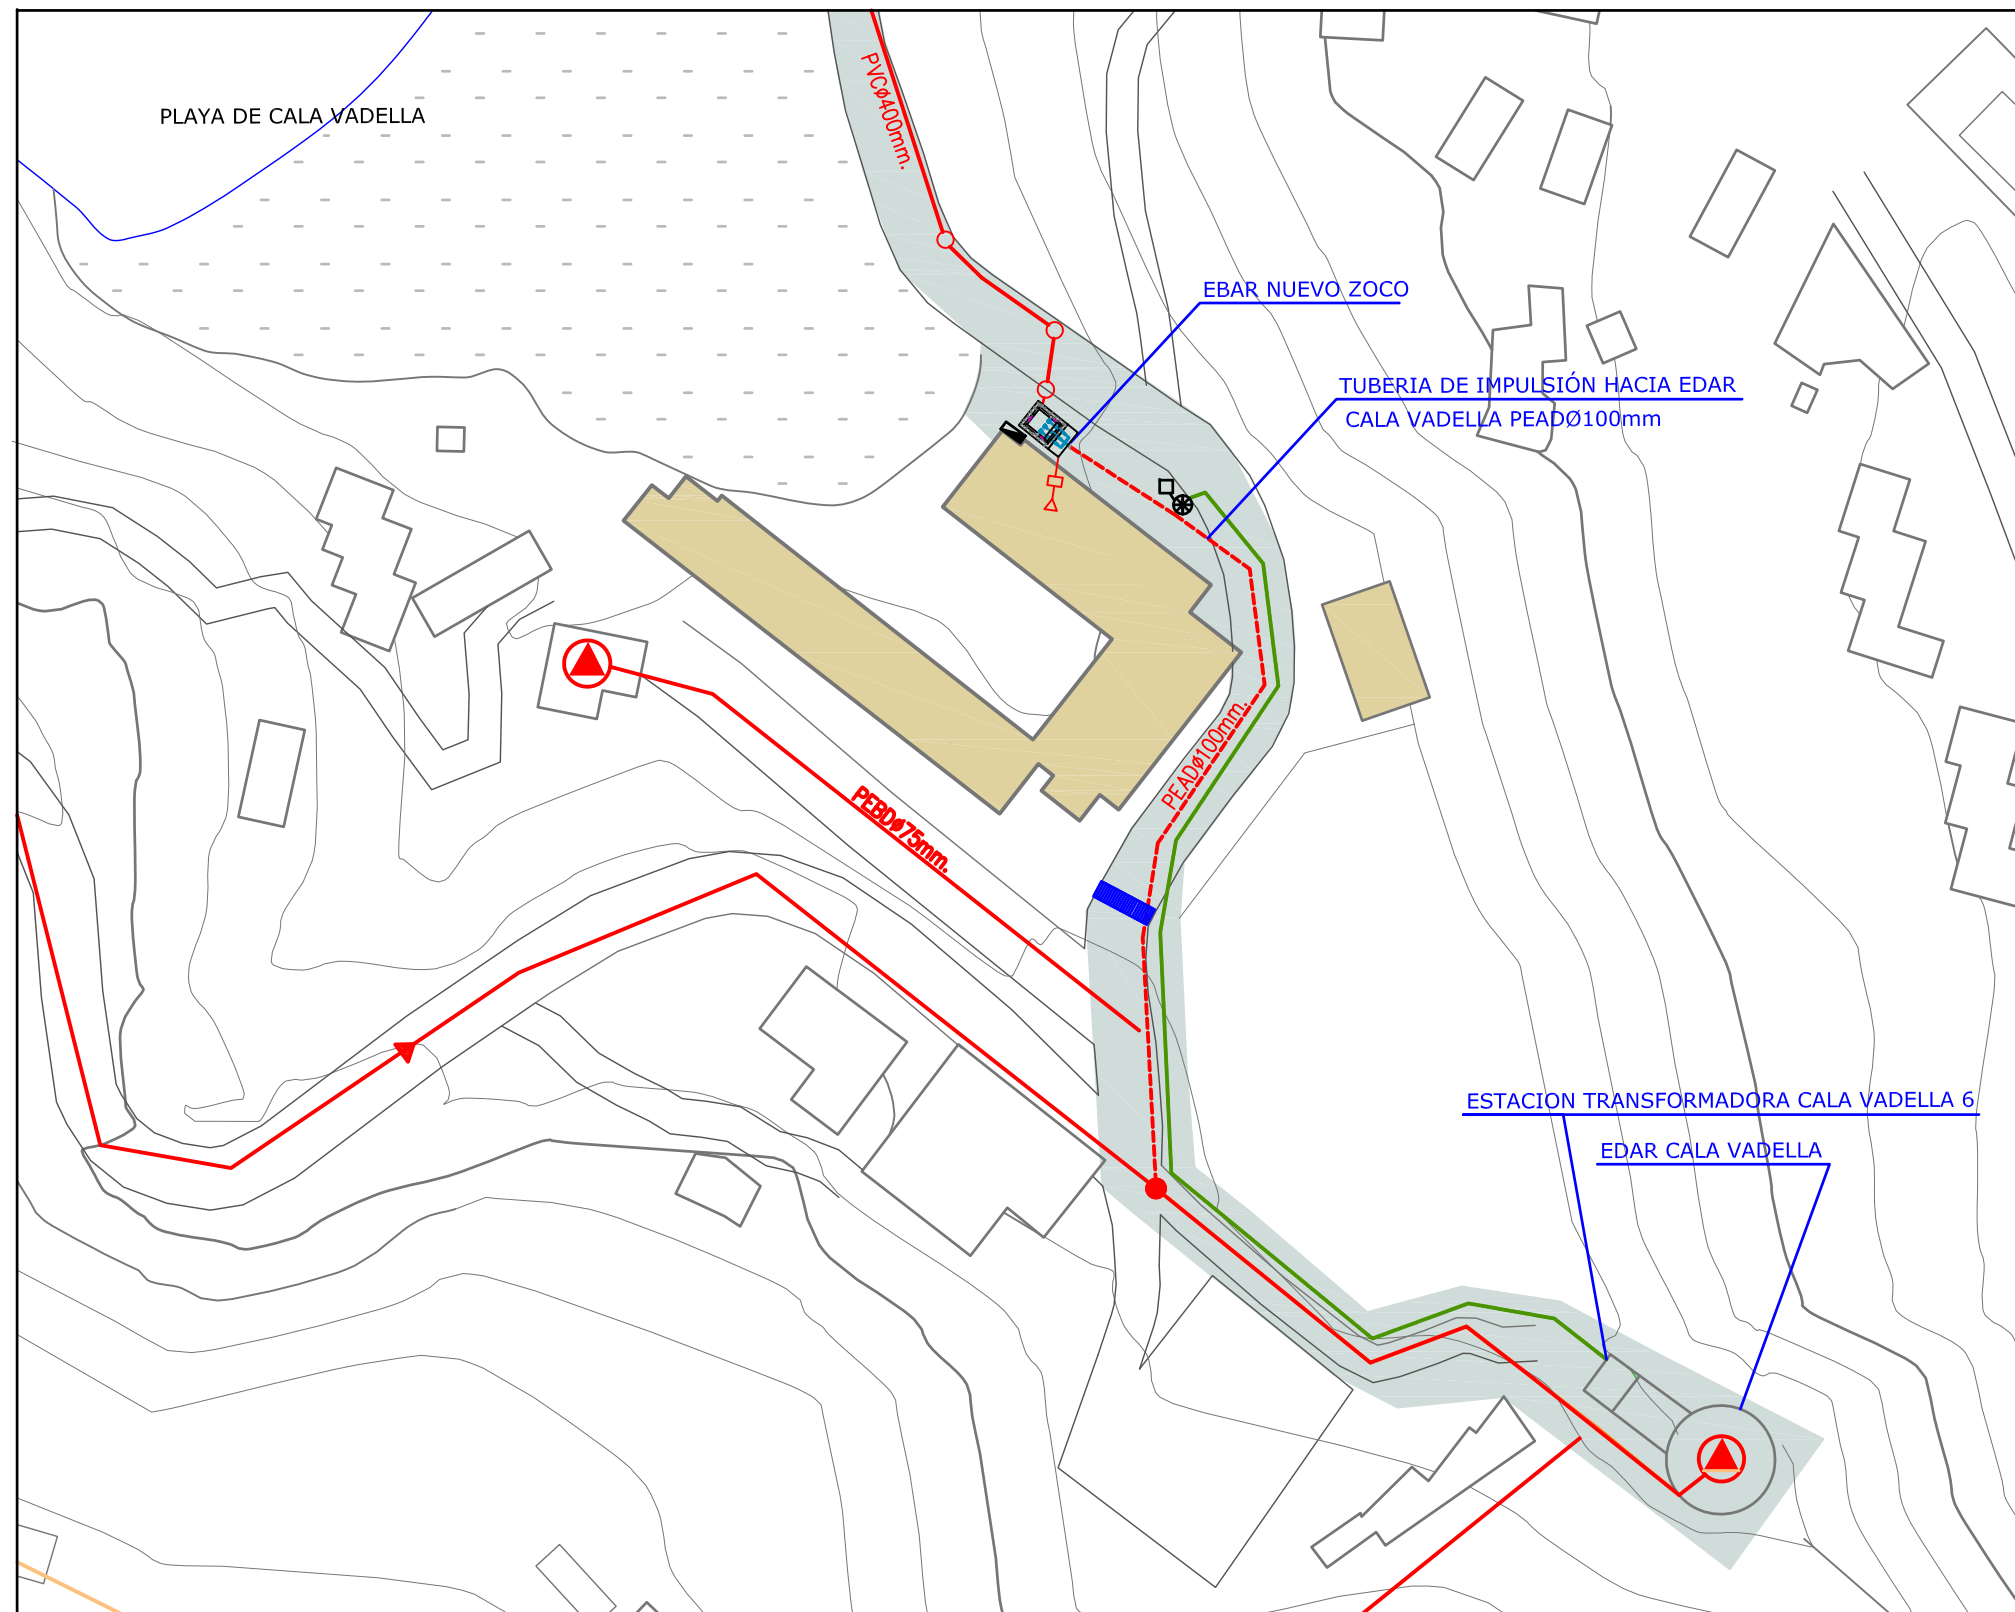 PVCø400mm.
PLAYA DE CALA VADELLA
EBAR NUEVO ZOCO
TUBERIA DE IMPULSIÓN HACIA EDAR
CALA VADELLA PEADØ100mm
PEADø100mm.
PEBDø75mm.
ESTACION TRANSFORMADORA CALA VADELLA 6
EDAR CALA VADELLA